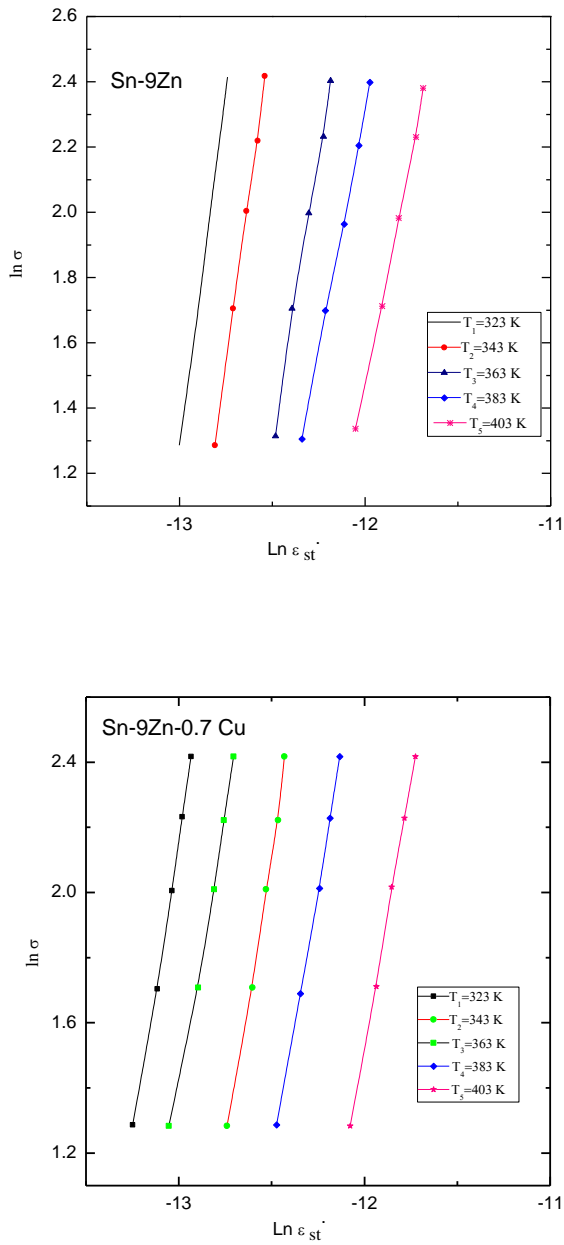 2.6
2.4
2.2
2.0
1.8
1.6
1.4
1.2
ln σ
Sn-9Zn
T1=323 K
T2=343 K
T3=363 K
T4=383 K
T5=403 K
-13
-12
-11
Ln ε st ·
Sn-9Zn-0.7 Cu
2.4
2.0
1.6
1.2
ln σ
T1=323 K
T2=343 K
T3=363 K
T4=383 K
T5=403 K
-13
-12
-11
Ln ε st ·